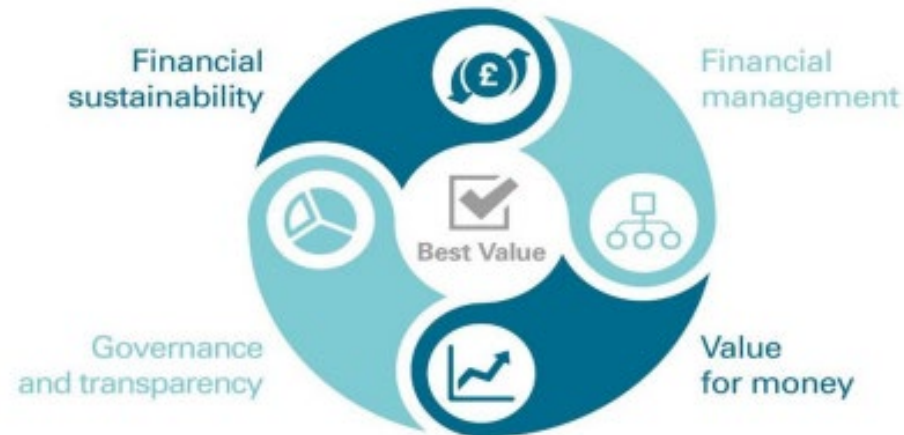 Financial
sustainability
Financial
management
£
Best Value
Governance
and transparency
Value
for money